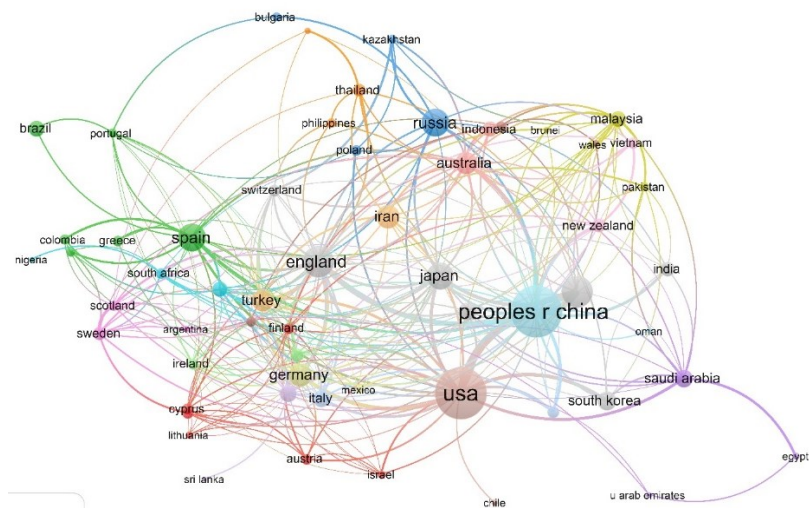 bulgaria
kazakhstan
thailand
philippines
russia
indonesia
malaysia
brune
brazil
portugal
poland
australia
wales
vietnam
switzerland
pakistan
iran
new zealand
spain
colombia
greece
nigeria
south africa
england
japan
india
turkey
scotland
sweden
argentina
finland
peoples r china
oman
ireland
germany
italy
mexico
usa
south korea
saudi arabia
cyprus
lithuania
austria
israel
sri lanka
chile
u arab emirates
egypt